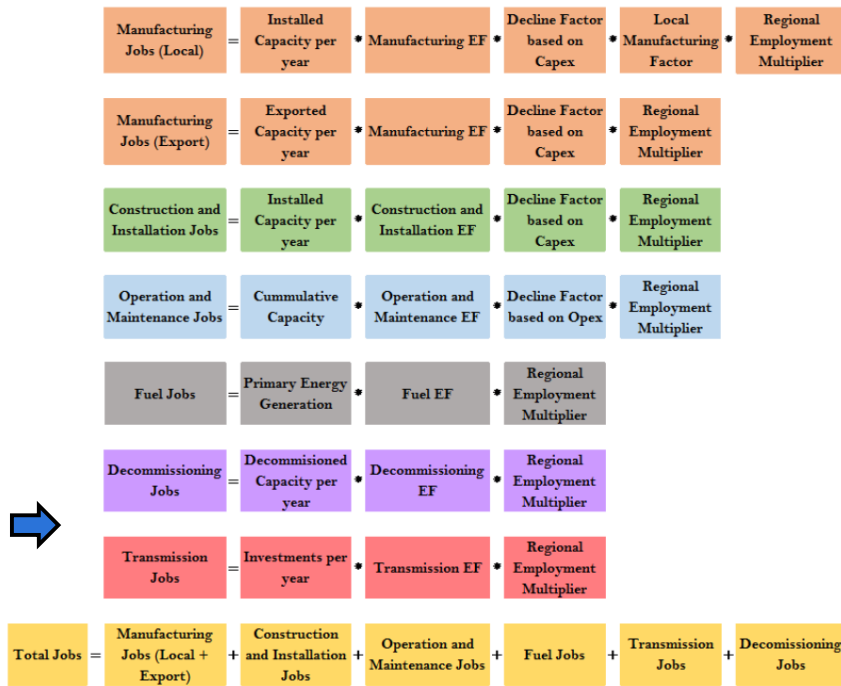 Manufacturing Jobs (Local) = Installed Capacity per year * Manufacturing EF * Decline Factor based on Capex * Local Manufacturing Factor * Regional Employment Multiplier
Manufacturing Jobs (Export) = Exported Capacity per year * Manufacturing EF * Decline Factor based on Capex * Regional Employment Multiplier
Construction and Installation Jobs = Installed Capacity per year * Construction and Installation EF * Decline Factor based on Capex * Regional Employment Multiplier
Operation and Maintenance Jobs = Cummulative Capacity * Operation and Maintenance EF * Decline Factor based on Opex * Regional Employment Multiplier
Fuel Jobs = Primary Energy Generation * Fuel EF * Regional Employment Multiplier
Decommissioning Jobs = Decommisioned Capacity per year * Decommissioning EF * Regional Employment Multiplier
Transmission Jobs = Investments per year * Transmission EF * Regional Employment Multiplier
Total Jobs = Manufacturing Jobs (Local + Export) + Construction and Installation Jobs + Operation and Maintenance Jobs + Fuel Jobs + Transmission Jobs + Decomissioning Jobs